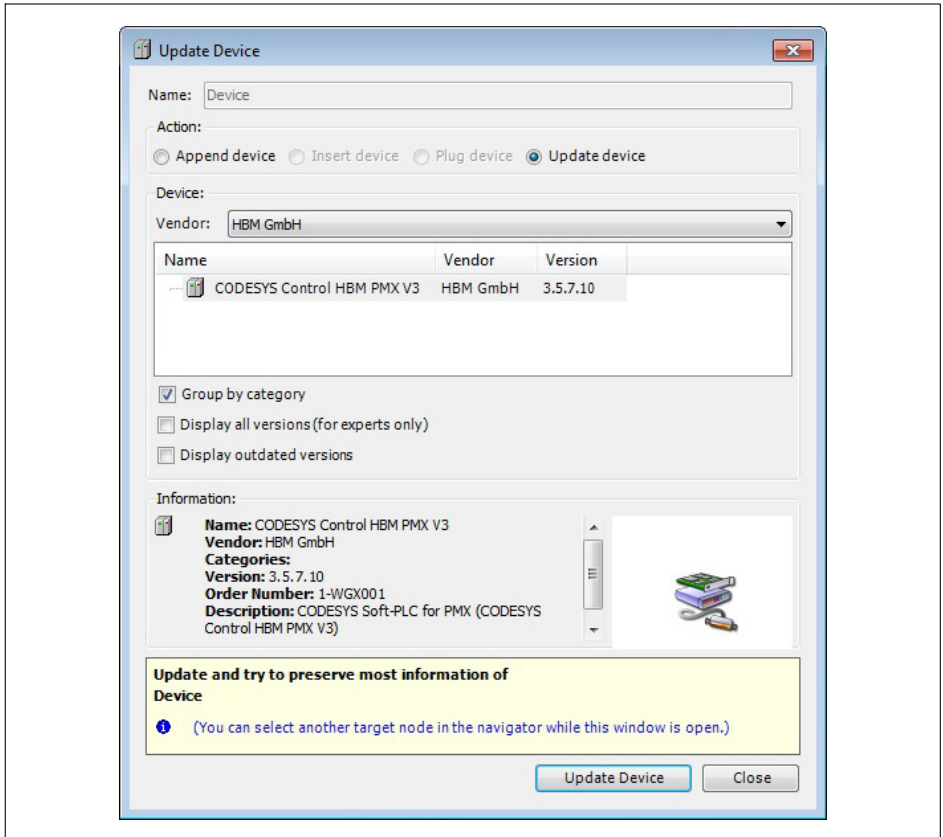 Update Device
Name: Device
Action:
Append device Insert device Plug device Update device
Device:
Vendor: HBM GmbH
Name Vendor Version
CODESYS Control HBM PMX V3 HBM GmbH 3.5.7.10
Group by category
Display all versions (for experts only)
Display outdated versions
Information:
Name: CODESYS Control HBM PMX V3
Vendor: HBM GmbH
Categories:
Version: 3.5.7.10
Order Number: 1-WGX001
Description: CODESYS Soft-PLC for PMX (CODESYS
Control HBM PMX V3)
Update and try to preserve most information of
Device
(You can select another target node in the navigator while this window is open.)
Update Device Close